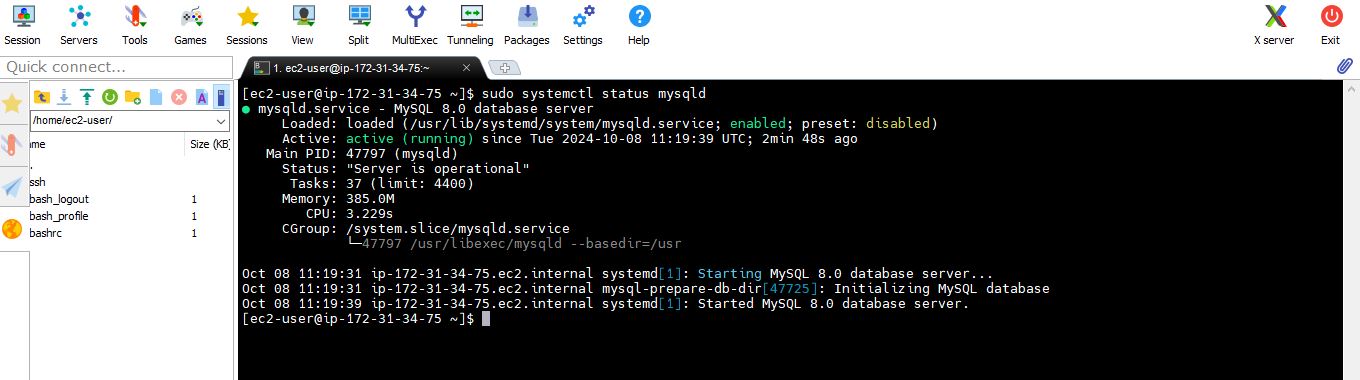 Session Servers Tools Games Sessions View Split MultiExec Tunneling Packages Settings Help X server Exit
Quick connect...
1. ec2-user@ip-172-31-34-75:~
/home/ec2-user/
me Size (KB)
..
ssh
bash_logout 1
bash_profile 1
bashrc 1
[ec2-user@ip-172-31-34-75 ~]$ sudo systemctl status mysqld
● mysqld.service - MySQL 8.0 database server
Loaded: loaded (/usr/lib/systemd/system/mysqld.service; enabled; preset: disabled)
Active: active (running) since Tue 2024-10-08 11:19:39 UTC; 2min 48s ago
Main PID: 47797 (mysqld)
Status: "Server is operational"
Tasks: 37 (limit: 4400)
Memory: 385.0M
CPU: 3.229s
CGroup: /system.slice/mysqld.service
└─47797 /usr/libexec/mysqld --basedir=/usr
Oct 08 11:19:31 ip-172-31-34-75.ec2.internal systemd[1]: Starting MySQL 8.0 database server...
Oct 08 11:19:31 ip-172-31-34-75.ec2.internal mysql-prepare-db-dir[47725]: Initializing MySQL database
Oct 08 11:19:39 ip-172-31-34-75.ec2.internal systemd[1]: Started MySQL 8.0 database server.
[ec2-user@ip-172-31-34-75 ~]$